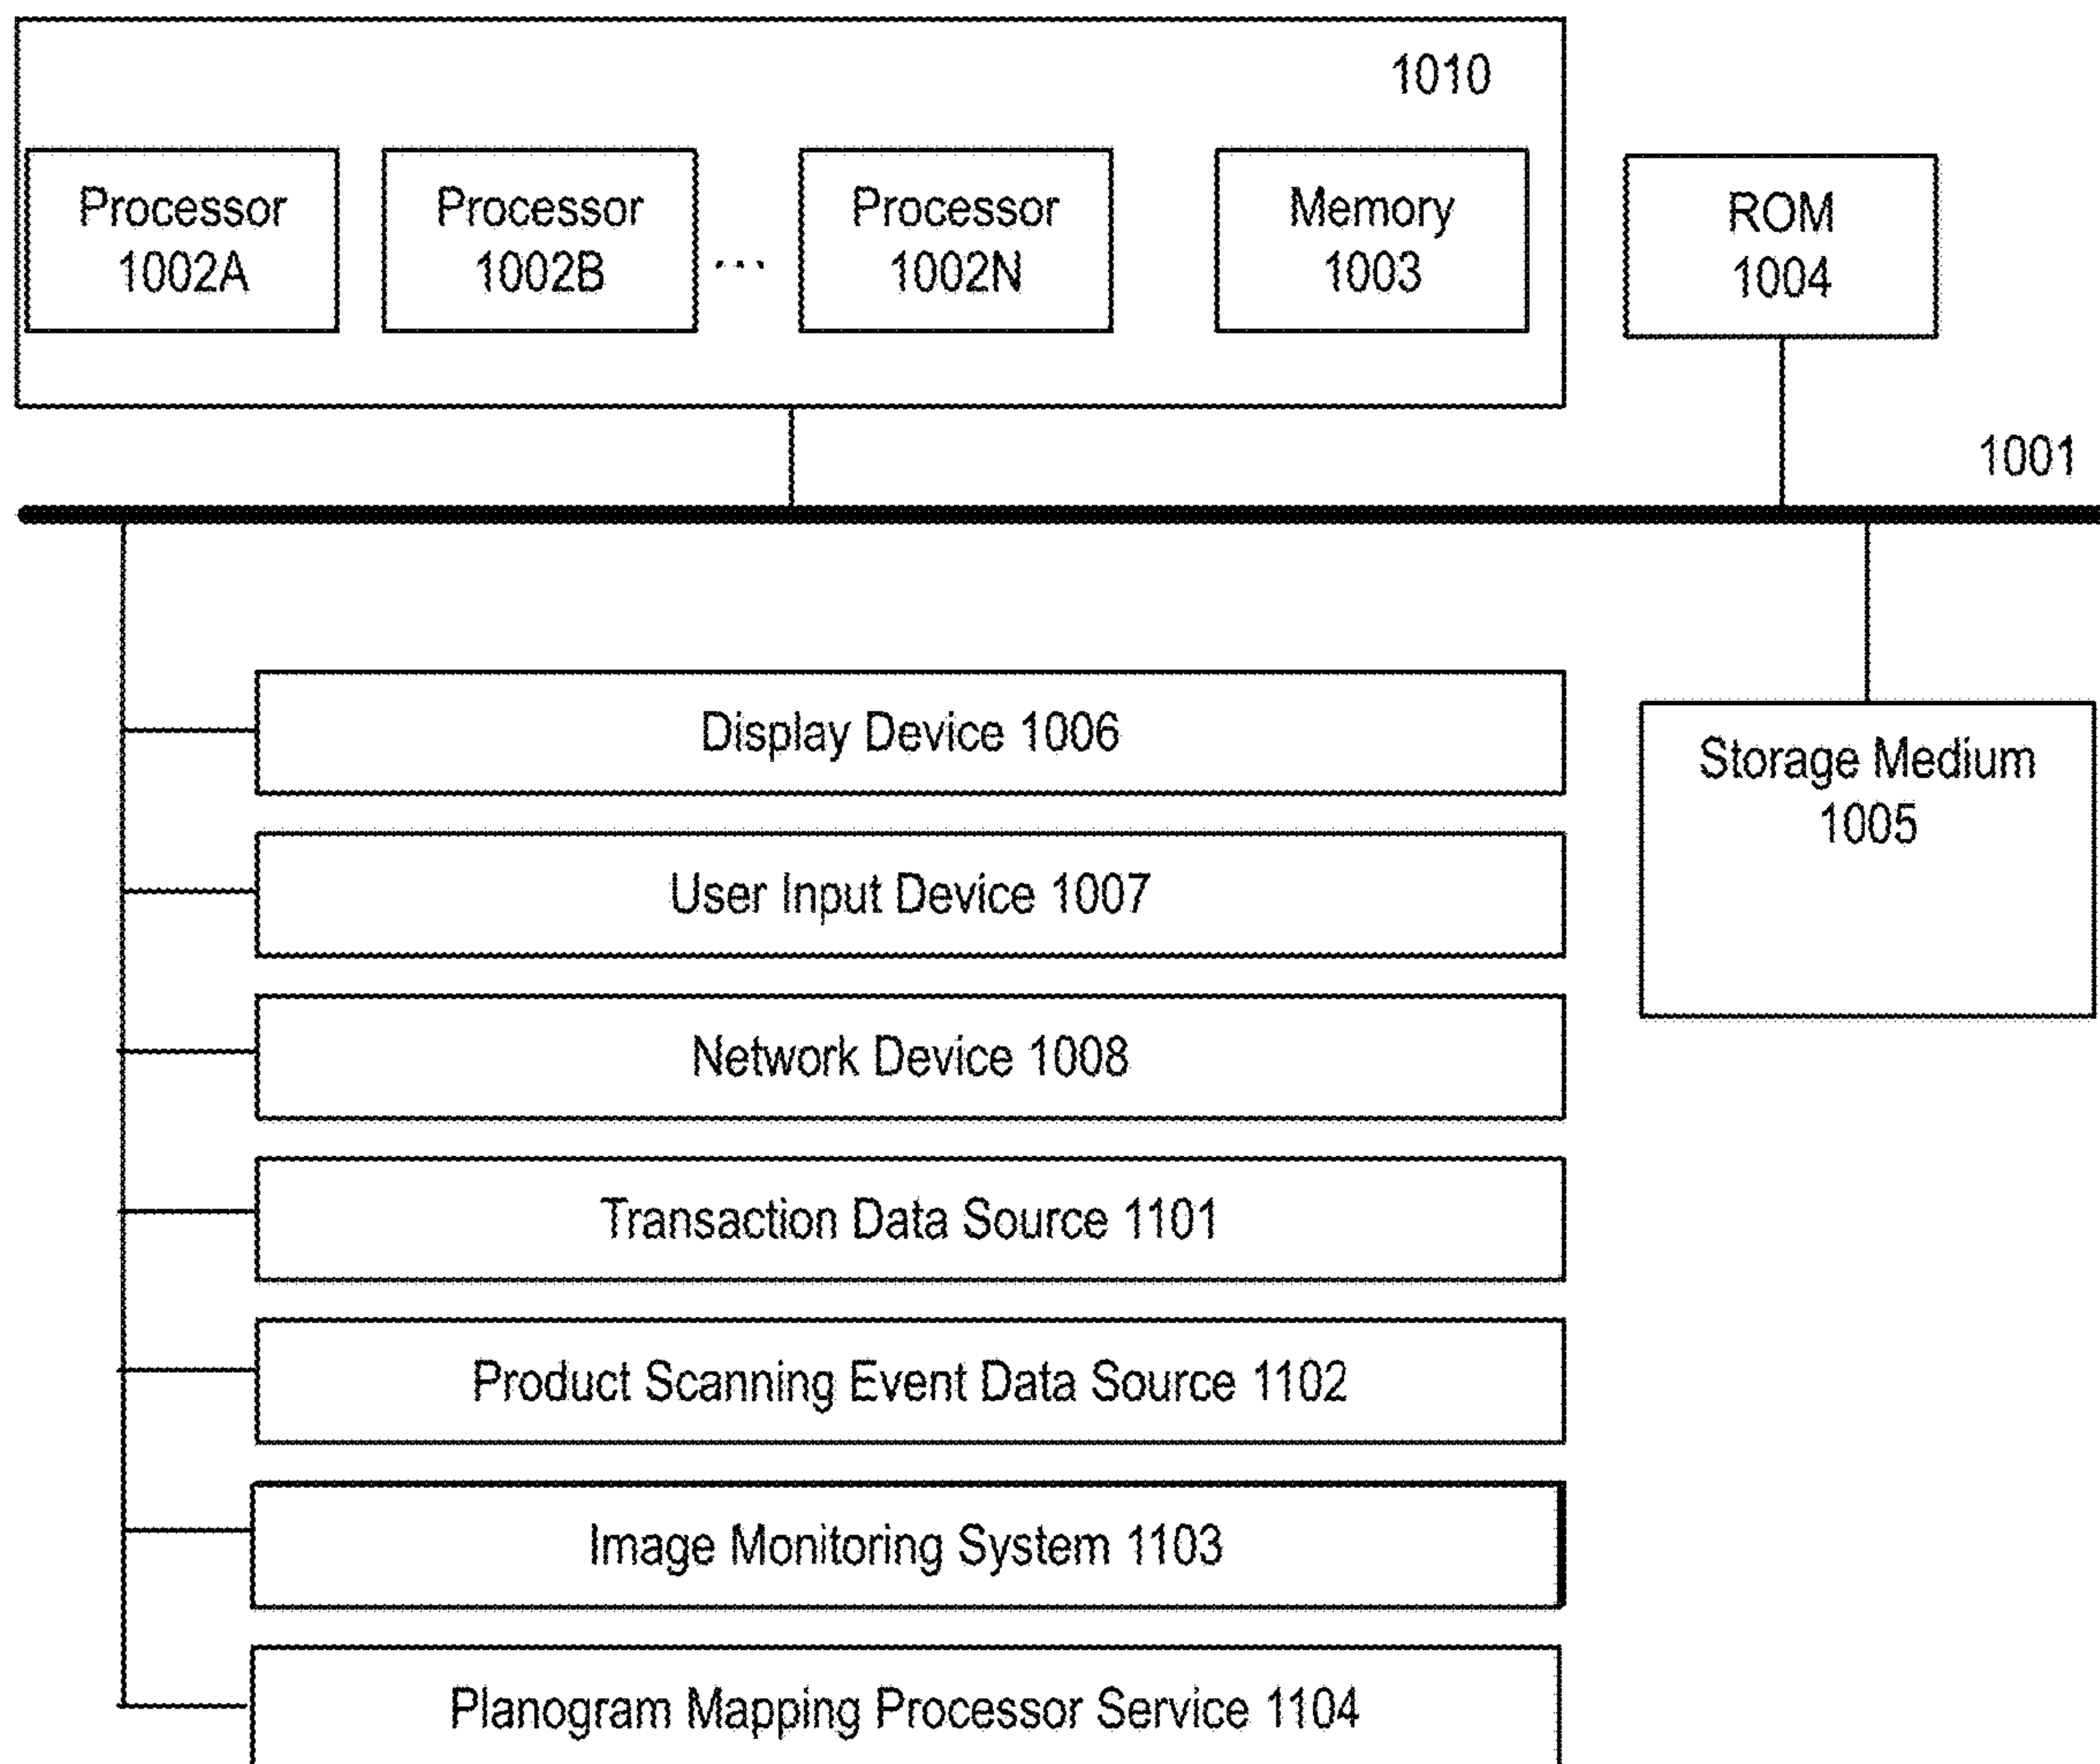 1010
Processor
1002A
Processor
1002B
...
Processor
1002N
Memory
1003
ROM
1004
1001
Display Device 1006
Storage Medium
1005
User Input Device 1007
Network Device 1008
Transaction Data Source 1101
Product Scanning Event Data Source 1102
Image Monitoring System 1103
Planogram Mapping Processor Service 1104